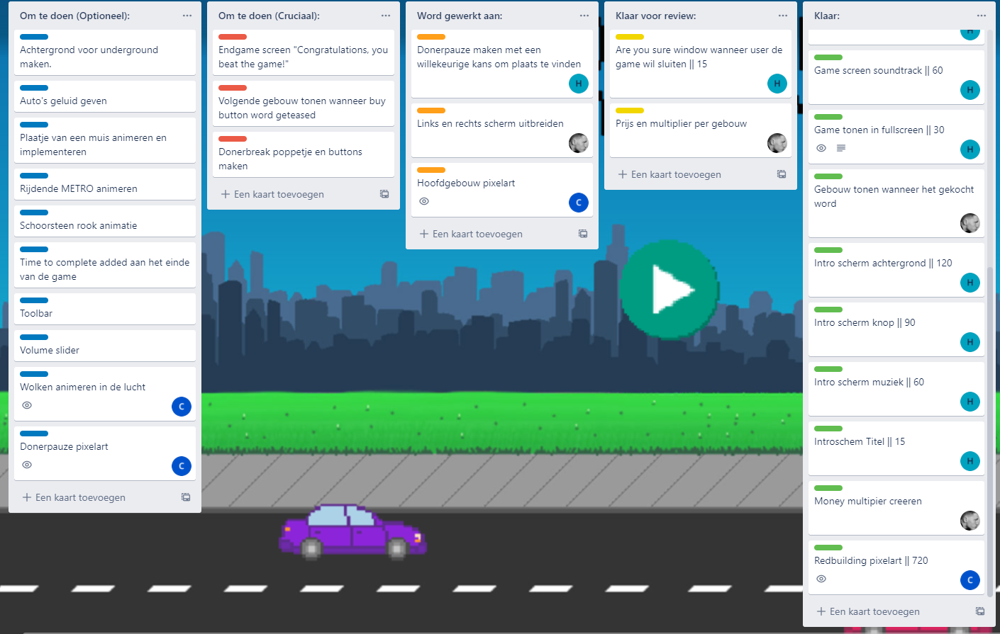 Om te doen (Optioneel):
Achtergrond voor underground
maken.
Auto's geluid geven
Plaatje van een muis animeren en
implementeren
Rijdende METRO animeren
Schoorsteen rook animatie
Time to complete added aan het einde
van de game
Toolbar
Volume slider
Wolken animeren in de lucht
C
Donerpauze pixelart
C
Een kaart toevoegen
Om te doen (Cruciaal):
Endgame screen "Congratulations, you
beat the game!"
Volgende gebouw tonen wanneer buy
button word geteased
Donerbreak poppetje en buttons
maken
Een kaart toevoegen
Word gewerkt aan:
Donerpauze maken met een
willekeurige kans om plaats te vinden
H
Links en rechts scherm uitbreiden
Hoofdgebouw pixelart
C
Een kaart toevoegen
Klaar voor review:
Are you sure window wanneer user de
game wil sluiten || 15
H
Prijs en multiplier per gebouw
Een kaart toevoegen
Klaar:
H
Game screen soundtrack || 60
H
Game tonen in fullscreen || 30
H
Gebouw tonen wanneer het gekocht
word
Intro scherm achtergrond || 120
H
Intro scherm knop || 90
H
Intro scherm muziek || 60
H
Introschem Titel || 15
H
Money multipier creeren
Redbuilding pixelart || 720
C
Een kaart toevoegen